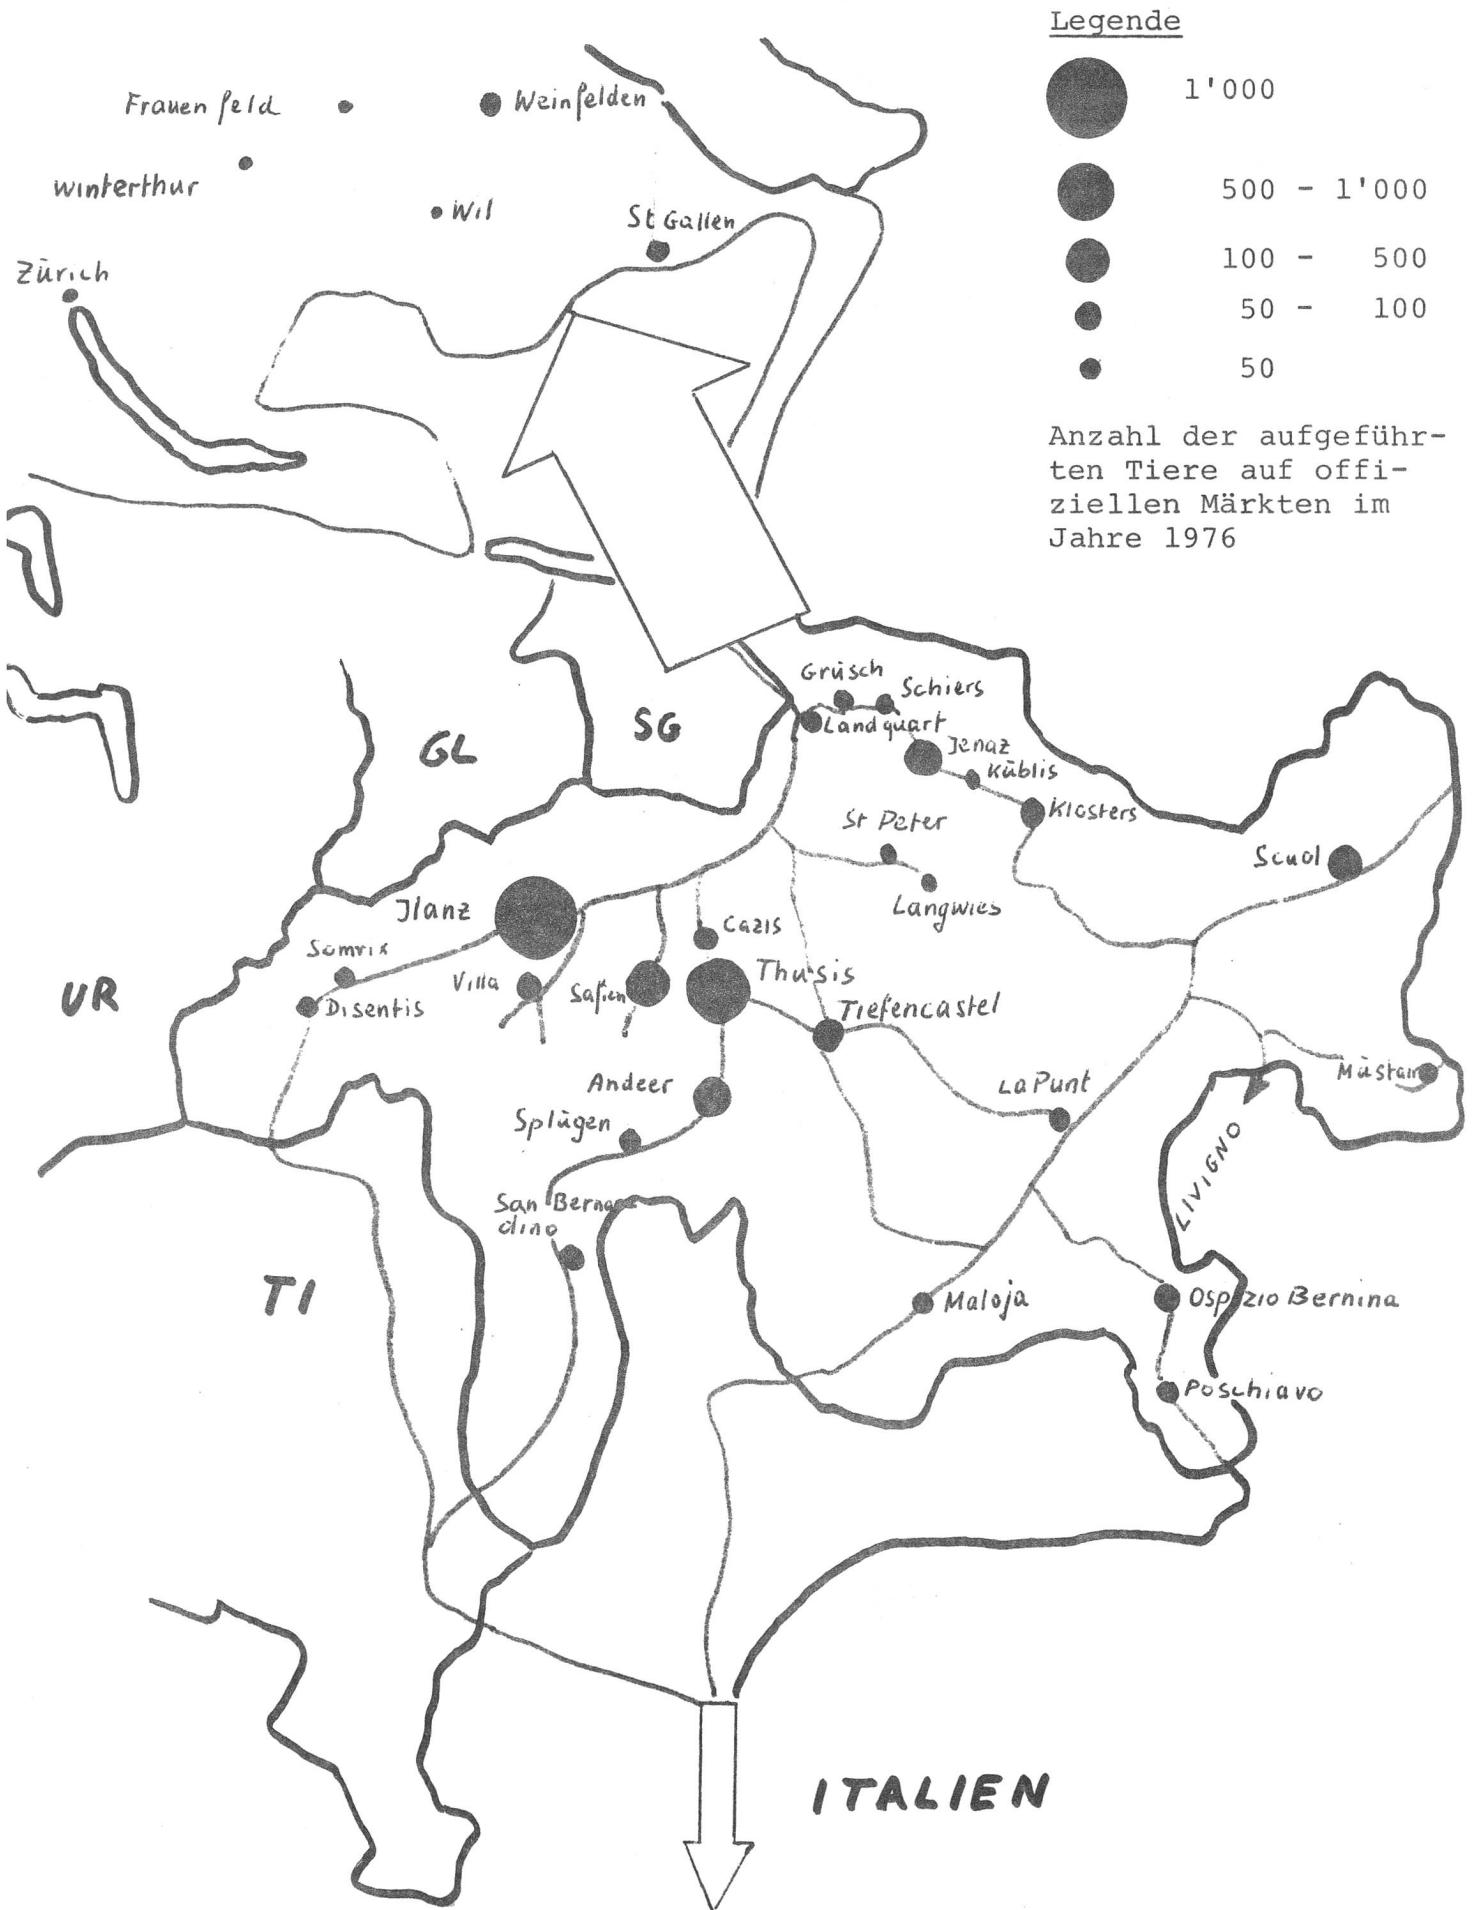 Legende
1'000
500 - 1'000
100 - 500
50 - 100
50
Anzahl der aufgeführ-
ten Tiere auf offi-
ziellen Märkten im
Jahre 1976
Frauenfeld
Weinfelden
Winterthur
Wil
St Gallen
Zürich
Grüsch
Schiers
Landquart
SG
GL
Jenaz
Küblis
Klosters
St Peter
Scuol
Langwies
Jlanz
Cazis
Somvix
Villa
Safien
Thusis
UR
Disentis
Tiefencastel
Andeer
La Punt
Müstair
Splügen
LIVIGNO
San Berna
dino
TI
Maloja
Ospizio Bernina
Poschiavo
ITALIEN